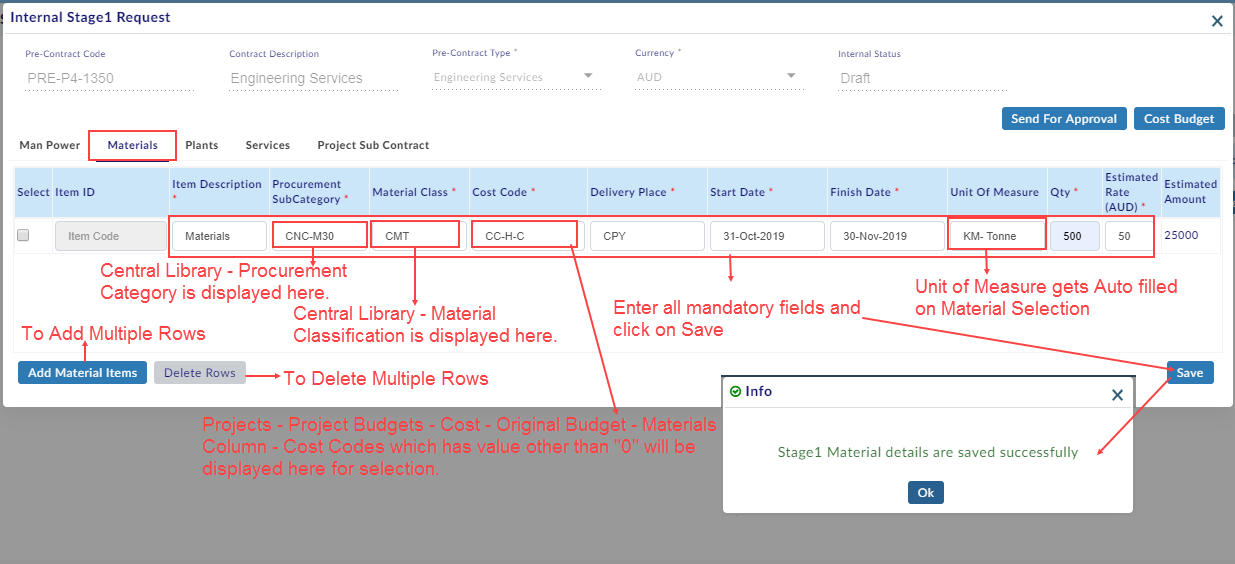 Internal Stage1 Request
Pre-Contract Code
Contract Description
Pre-Contract Type *
Currency *
Internal Status
PRE-P4-1350
Engineering Services
Engineering Services
AUD
Draft
Send For Approval
Cost Budget
Man Power
Materials
Plants
Services
Project Sub Contract
Select
Item ID
Item Description
*
Procurement
SubCategory *
Material Class *
Cost Code *
Delivery Place *
Start Date *
Finish Date *
Unit Of Measure
Qty *
Estimated
Rate
(AUD) *
Estimated
Amount
Item Code
Materials
CNC-M30
CMT
CC-H-C
CPY
31-Oct-2019
30-Nov-2019
KM- Tonne
500
50
25000
Central Library - Procurement
Category is displayed here.
Central Library - Material
Classification is displayed here.
Enter all mandatory fields and
click on Save
Unit of Measure gets Auto filled
on Material Selection
To Add Multiple Rows
Add Material Items
Delete Rows
To Delete Multiple Rows
Save
Projects - Project Budgets - Cost - Original Budget - Materials
Column - Cost Codes which has value other than "0" will be
displayed here for selection.
Info
Stage1 Material details are saved successfully
Ok